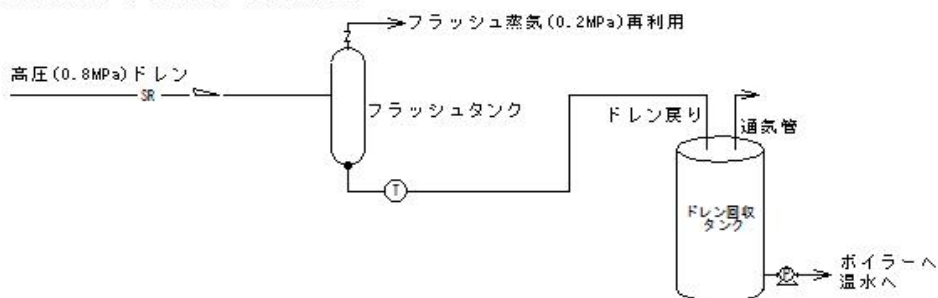 フラッシュ蒸気(0.2MPa)再利用
高圧(0.8MPa)ドレン
SR
フラッシュタンク
ドレン戻り
通気管
T
ドレン回収
タンク
P
ボイラーへ
温水へ